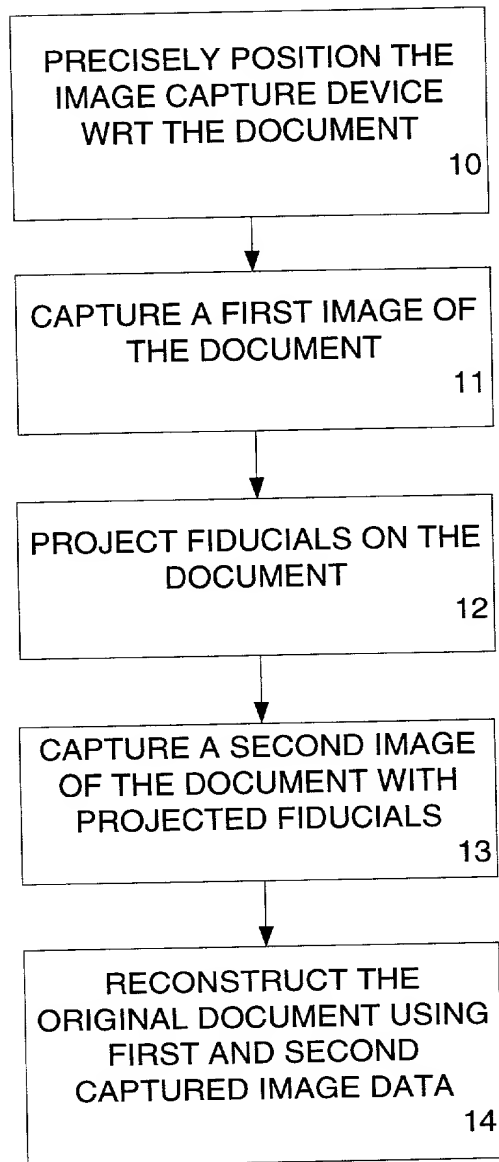 PRECISELY POSITION THE
IMAGE CAPTURE DEVICE
WRT THE DOCUMENT
10
CAPTURE A FIRST IMAGE OF
THE DOCUMENT
11
PROJECT FIDUCIALS ON THE
DOCUMENT
12
CAPTURE A SECOND IMAGE
OF THE DOCUMENT WITH
PROJECTED FIDUCIALS
13
RECONSTRUCT THE
ORIGINAL DOCUMENT USING
FIRST AND SECOND
CAPTURED IMAGE DATA
14